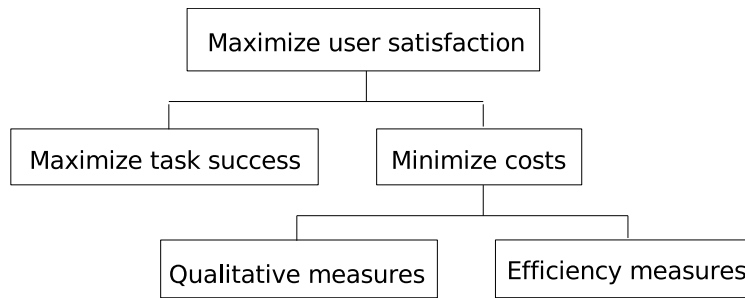 Maximize user satisfaction
Maximize task success
Minimize costs
Qualitative measures
Efficiency measures